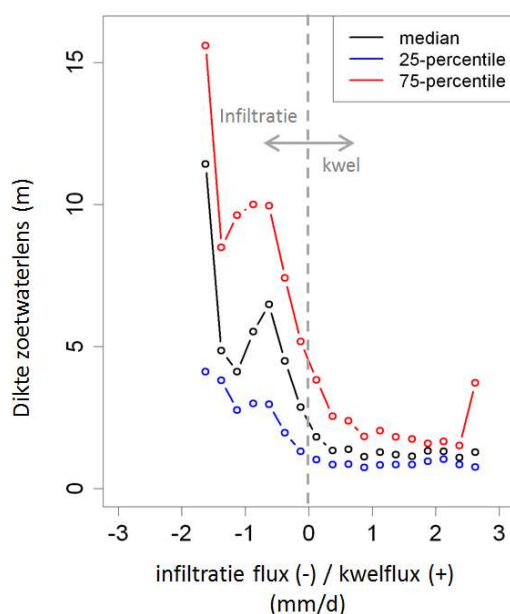 median
25-percentile
75-percentile
Infiltratie
kwel
Dikte zoetwaterlens (m)
15
10
5
0
-3 -2 -1 0 1 2 3
infiltratie flux (-) / kwelflux (+)
(mm/d)